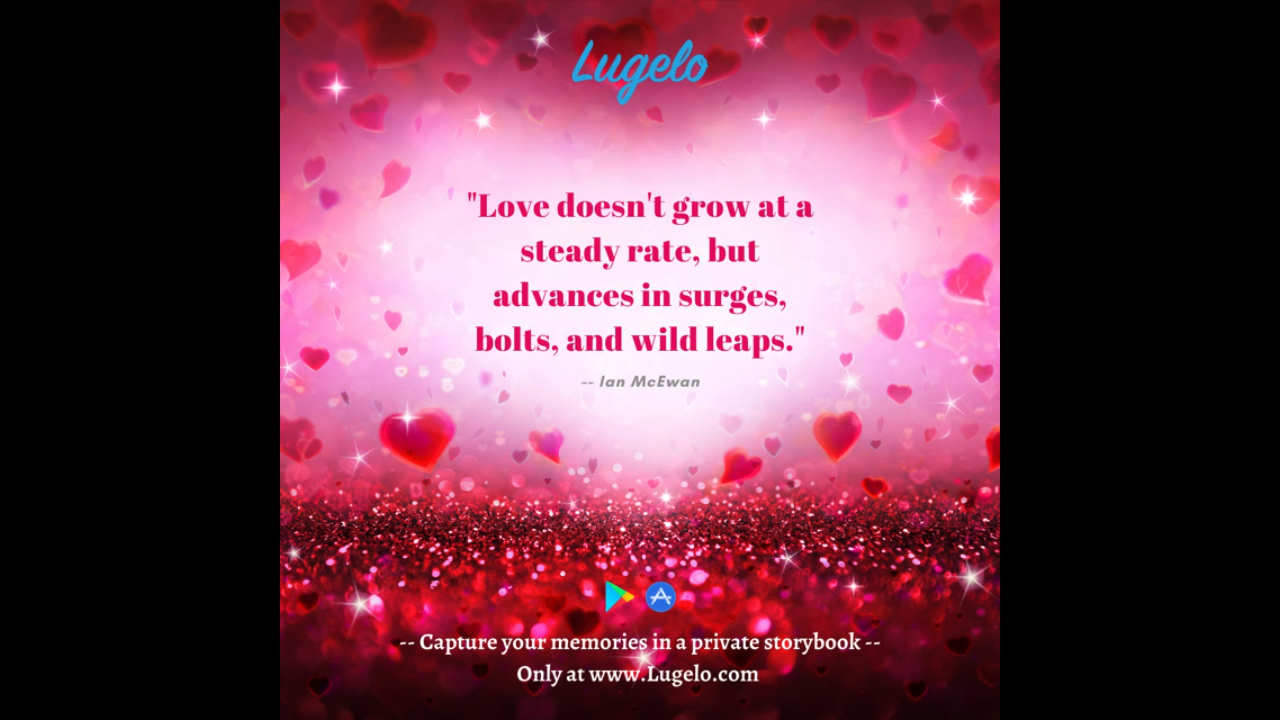 Lugelo
"Love doesn't grow at a
steady rate, but
advances in surges,
bolts, and wild leaps."
-- Ian McEwan
-- Capture your memories in a private storybook --
Only at www.Lugelo.com